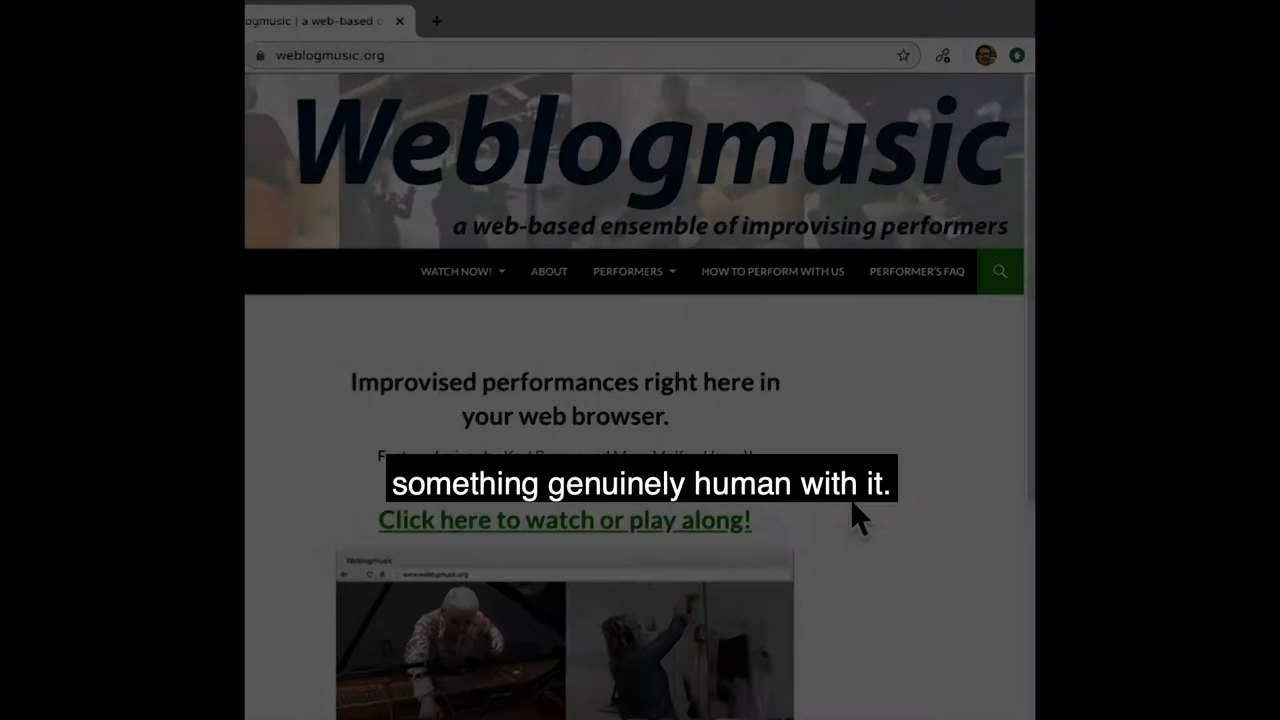 ogmusic | a web-based c
weblogmusic.org
Weblogmusic
a web-based ensemble of improvising performers
WATCH NOW! ABOUT PERFORMERS HOW TO PERFORM WITH US PERFORMER'S FAQ
Improvised performances right here in
your web browser.
something genuinely human with it.
Click here to watch or play along!
Weblogmusic
www.weblogmusic.org